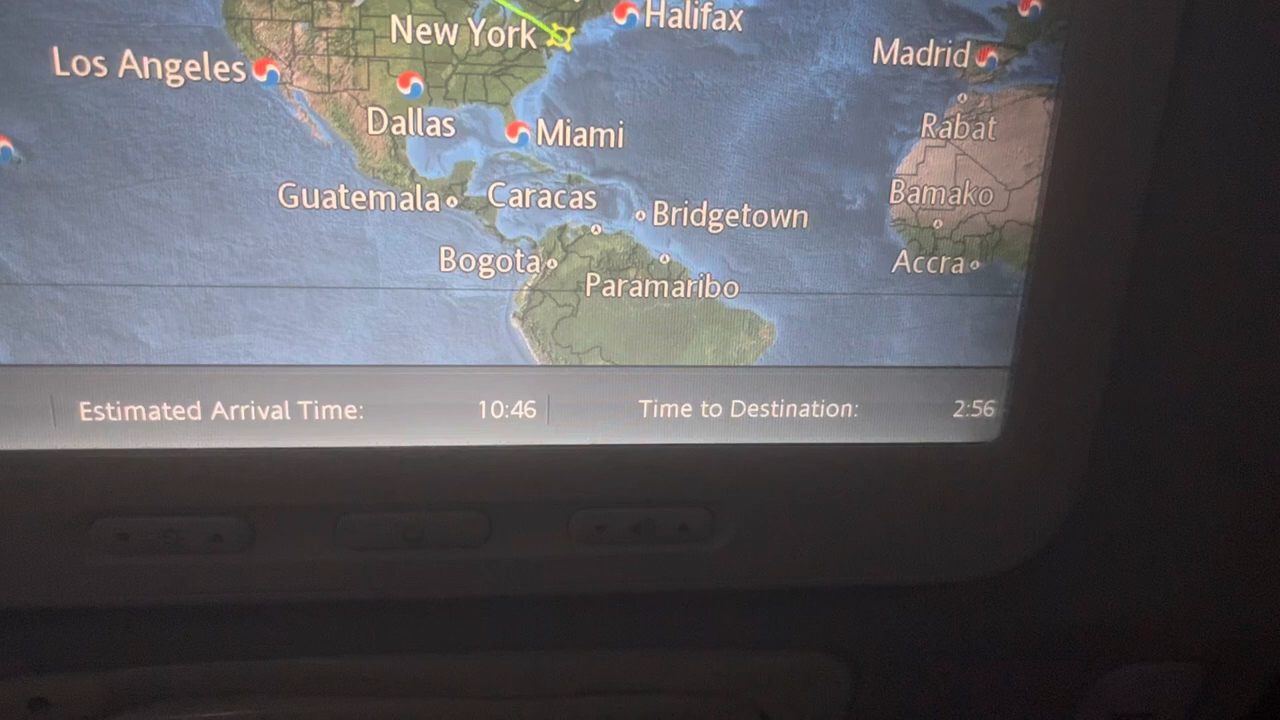 New York
Halifax
Los Angeles
Madrid
Dallas
Miami
Rabat
Guatemala
Caracas
Bamako
Bridgetown
Bogota
Accra
Paramaribo
Estimated Arrival Time: 10:46
Time to Destination: 2:56